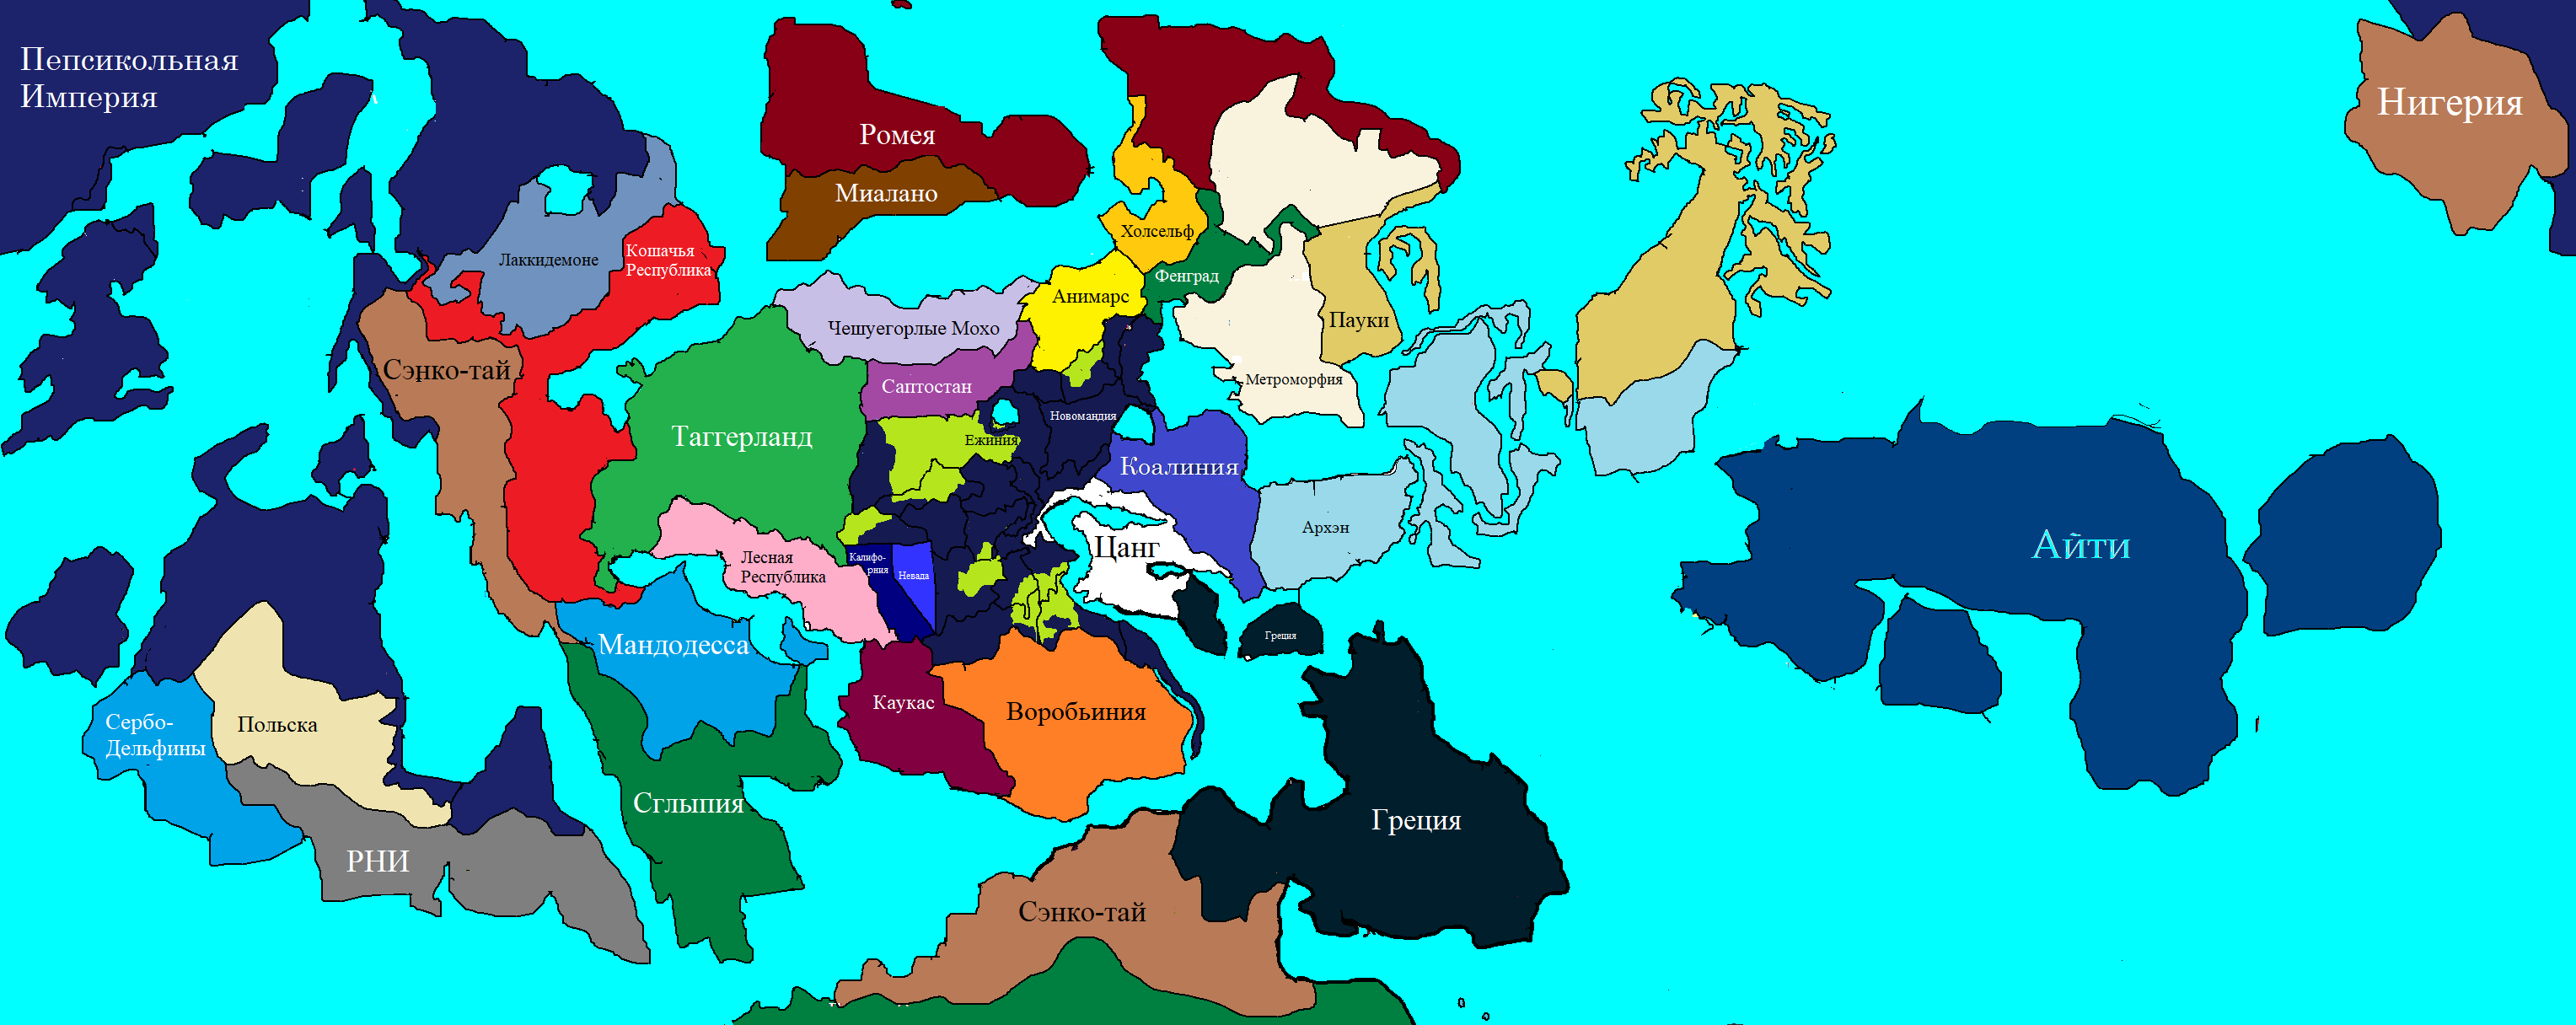 Пепсикольная
Империя
Нигерия
Ромея
Миалано
Холсельф
Кошачья
Республика
Лаккидемоне
Фенград
Анимарс
Чешуегорлые Мохо
Пауки
Сэнко-тай
Саптостан
Метроморфия
Новомандия
Таггерланд
Ежиния
Коалиния
Архэн
Цанг
Айти
Лесная
Республика
Калифо-
рния
Невада
Греция
Мандодесса
Каукас
Воробьиния
Сербо-
Дельфины
Польска
Сглыпия
Греция
РНИ
Сэнко-тай